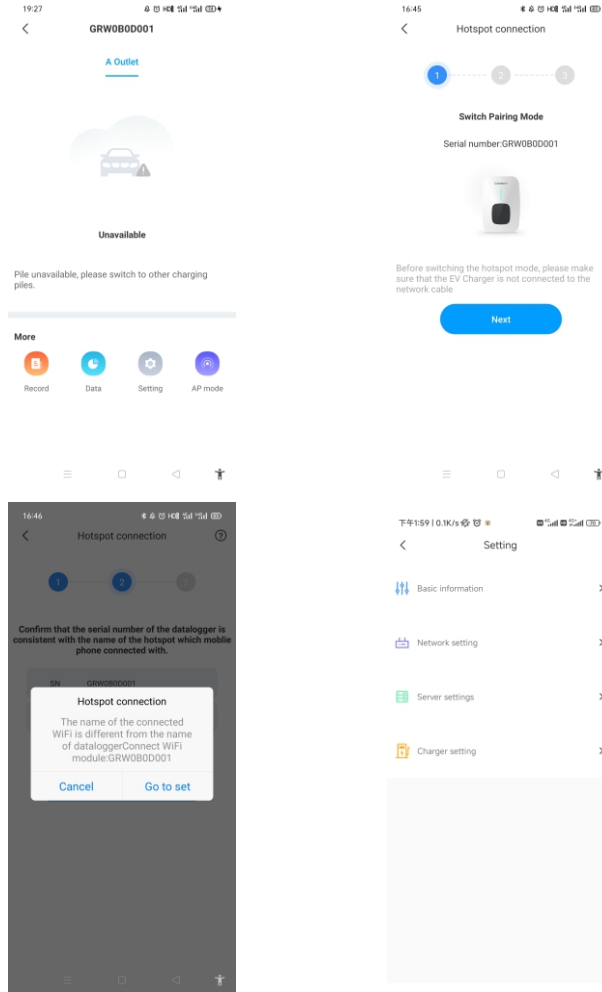 19:27
GRW0B0D001
A Outlet
Unavailable
Pile unavailable, please switch to other charging
piles.
More
Record
Data
Setting
AP mode
16:45
Hotspot connection
1
2
3
Switch Pairing Mode
Serial number:GRW0B0D001
Before switching the hotspot mode, please make
sure that the EV Charger is not connected to the
network cable
Next
16:46
Hotspot connection
1
2
Confirm that the serial number of the datalogger is
consistent with the name of the hotspot which moblie
phone connected with.
SN
GRW0B0D001
Hotspot connection
The name of the connected
WiFi is different from the name
of dataloggerConnect WiFi
module:GRW0B0D001
Cancel
Go to set
下午1:59 | 0.1K/s
Setting
Basic information
Network setting
Server settings
Charger setting